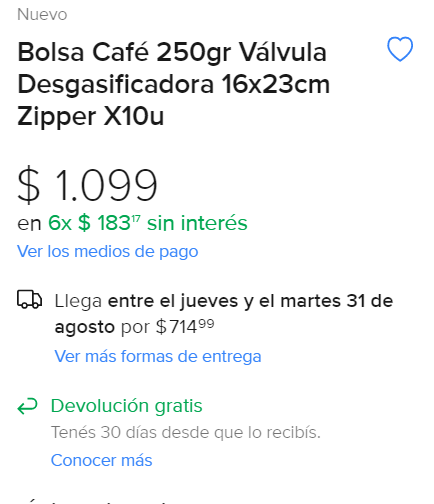 Nuevo
Bolsa Café 250gr Válvula
Desgasificadora 16x23cm
Zipper X10u
$ 1.099
en 6x $ 183¹⁷ sin interés
Ver los medios de pago
Llega entre el jueves y el martes 31 de
agosto por $ 714⁹⁹
Ver más formas de entrega
Devolución gratis
Tenés 30 días desde que lo recibís.
Conocer más